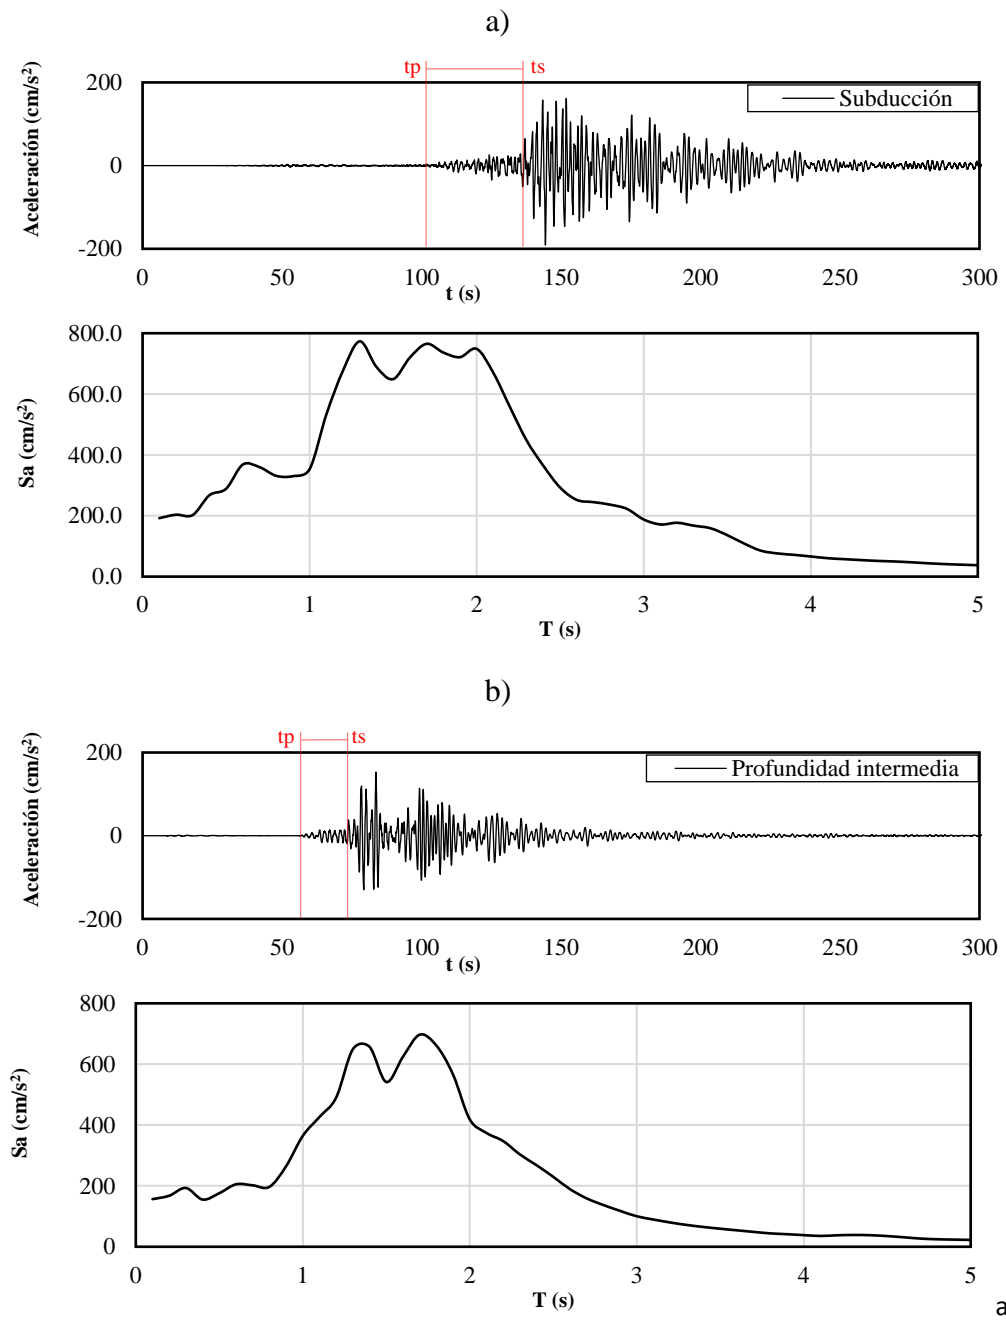 a)
tp ts
Aceleración (cm/s²)
200
0
-200
Subducción
0 50 100 150 200 250 300
t (s)
Sa (cm/s²)
800.0
600.0
400.0
200.0
0.0
0 1 2 3 4 5
T (s)
b)
tp ts
Aceleración (cm/s²)
200
0
-200
Profundidad intermedia
0 50 100 150 200 250 300
t (s)
Sa (cm/s²)
800
600
400
200
0
0 1 2 3 4 5
T (s)
a